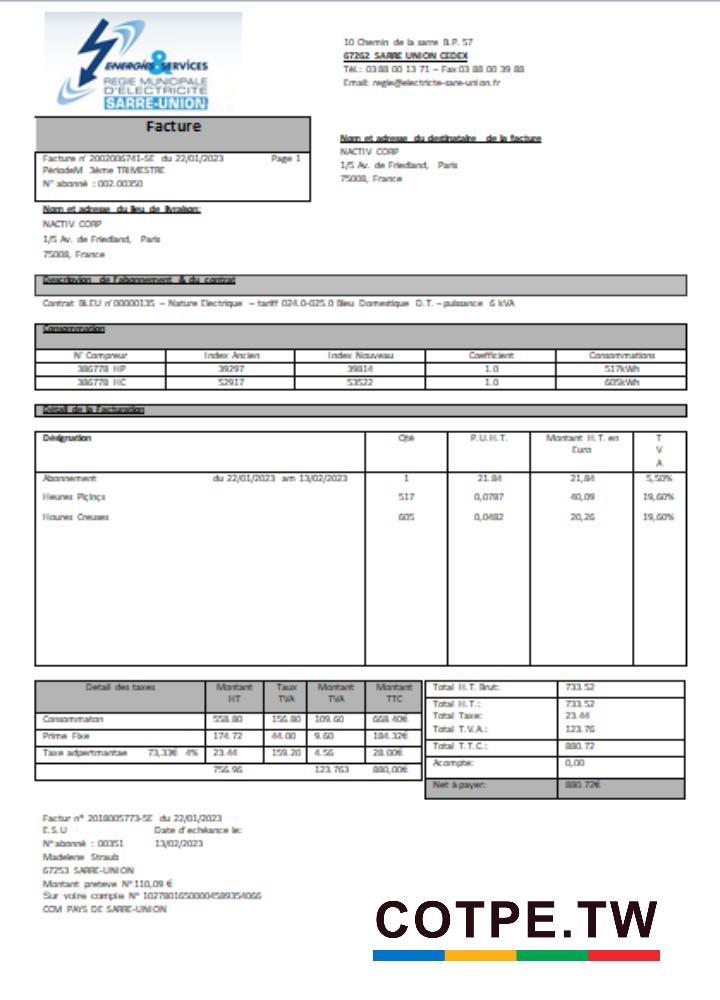 ENERGIES & SERVICES
REGIE MUNICIPALE
D'ELECTRICITE
SARRE-UNION
10 Chemin de la sarre B.P. 57
67262 SARRE UNION CEDEX
Tél.: 03 88 00 13 71 – Fax 03 88 00 39 88
Email: regie@electricite-sare-union.fr
Facture
Facture n° 2002006741-SE du 22/01/2023 Page 1
PériodeM 3ème TRIMESTRE
N° abonné : 002.00350
Nom et adresse du destinataire de la facture
NACTIV CORP
1/5 Av. de Friedland, Paris
75008, France
Nom et adresse du lieu de livraison:
NACTIV CORP
1/5 Av. de Friedland, Paris
75008, France
Description de l'abonnement & du contrat
Contrat BLEU n°00000135 – Nature Electrique – tariff 024.0-025.0 Bleu Domestique D.T. – puissance 6 kVA
Consommation
N° Compreur Index Ancien Index Nouveau Coefficient Consommations
386778 HP 39297 39814 1.0 517kWh
386778 HC 52917 53522 1.0 605kWh
Détail de la Facturation
Désignation Qté P.U.H.T. Montant H.T. en Euro T V A
Abonnement du 22/01/2023 am 13/02/2023 1 21.84 21,84 5,50%
Heures 517 0,0787 40,09 19,60%
Creuses 605 0,0482 20,26 19,60%
Detail des taxes Montant HT Taux TVA Montant TVA Montant TTC
Consommaton 558.80 156.80 109.60 668.40€
Prime Fixe 174.72 44.00 9.60 184.32€
Taxe adpertmantae 73,33€ 4% 23.44 159.20 4.56 28.00€
756.96 123.763 880,00€
Total H.T. Brut: 733.52
Total H.T.: 733.52
Total Taxe: 23.44
Total T.V.A.: 123.76
Total T.T.C.: 880.72
Acompte: 0,00
Net à payer: 880.72€
Factur n° 2018005773-SE du 22/01/2023
E.S.U Date d'echéance le:
N° abonné : 00351 13/02/2023
Madelene Straub
67253 SARRE-UNION
Montant preteve N° 110,09 €
Sur votre compte N° 10278016500004589354066
CCM PAYS DE SARRE-UNION
COTPE.TW